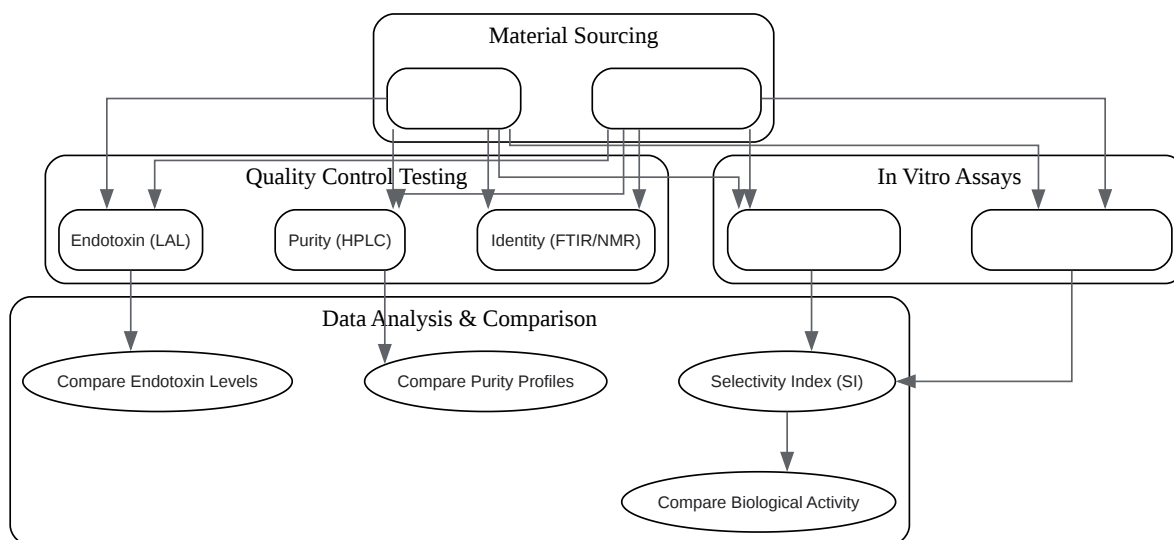 Material Sourcing
Quality Control Testing
In Vitro Assays
Endotoxin (LAL)
Purity (HPLC)
Identity (FTIR/NMR)
Data Analysis & Comparison
Compare Endotoxin Levels
Compare Purity Profiles
Selectivity Index (SI)
Compare Biological Activity